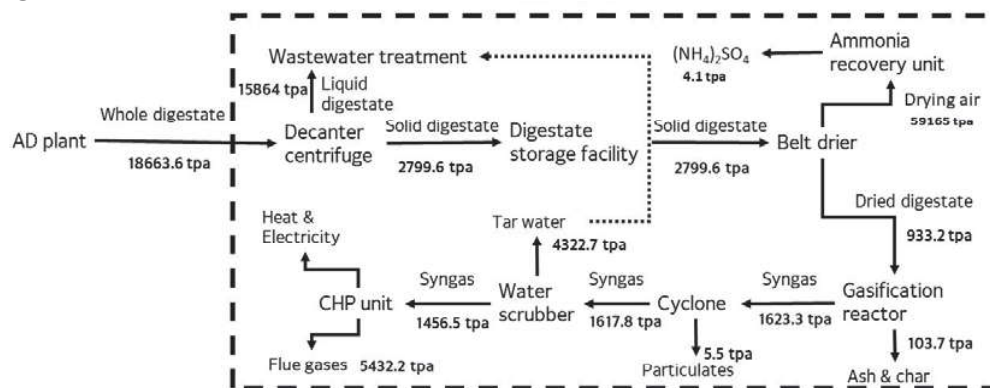 Wastewater treatment
(NH4)2SO4
4.1 tpa
Ammonia
recovery unit
15864 tpa
Liquid
digestate
Drying air
59165 tpa
Whole digestate
AD plant
18663.6 tpa
Decanter
centrifuge
Solid digestate
2799.6 tpa
Digestate
storage facility
Solid digestate
2799.6 tpa
Belt drier
Dried digestate
933.2 tpa
Heat &
Electricity
Tar water
4322.7 tpa
CHP unit
Syngas
1456.5 tpa
Water
scrubber
Syngas
1617.8 tpa
Cyclone
Syngas
1623.3 tpa
Gasification
reactor
Flue gases 5432.2 tpa
5.5 tpa
Particulates
103.7 tpa
Ash & char